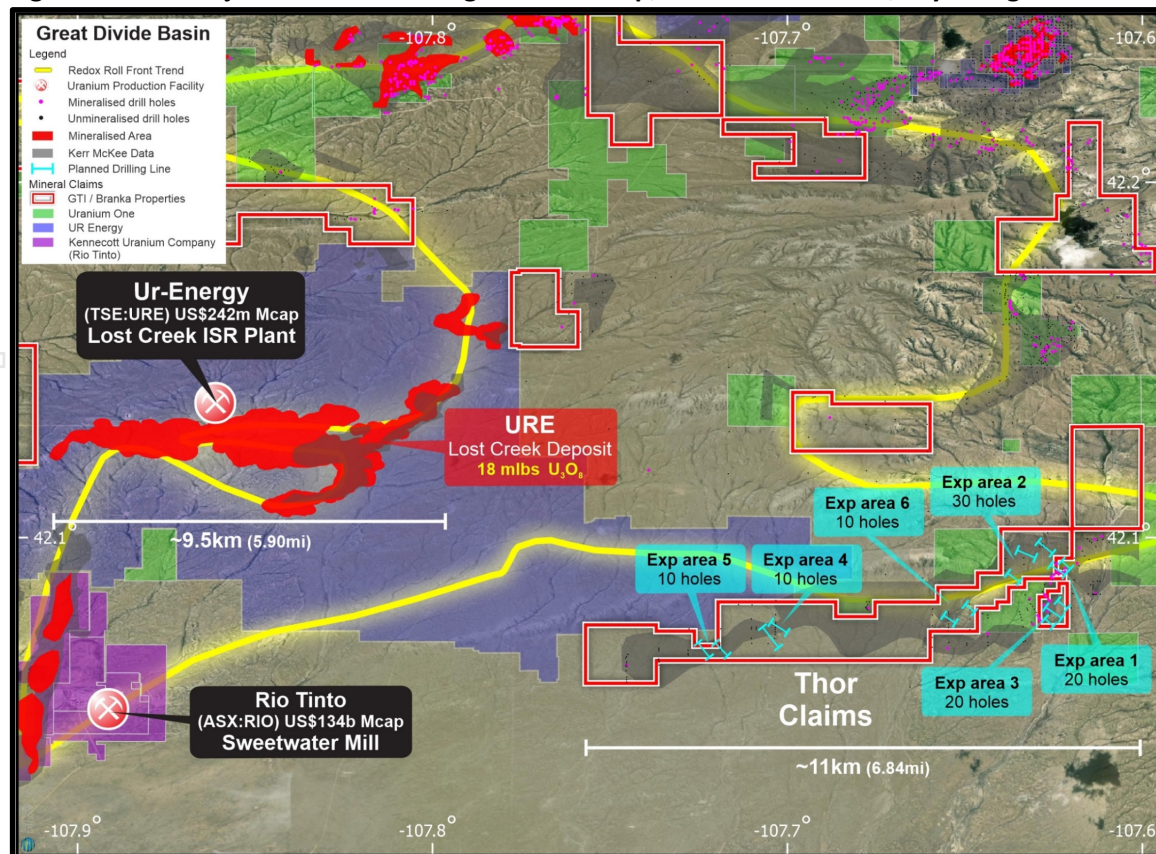 Great Divide Basin
Legend
Redox Roll Front Trend
Uranium Production Facility
Mineralised drill holes
Unmineralised drill holes
Mineralised Area
Kerr McKee Data
Planned Drilling Line
Mineral Claims
GTI / Branka Properties
Uranium One
UR Energy
Kennecott Uranium Company
(Rio Tinto)
-107.8°
-107.7°
-107.6
42.2°
Ur-Energy
(TSE:URE) US$242m Mcap
Lost Creek ISR Plant
URE
Lost Creek Deposit
18 mlbs U₃O₈
42.1°
~9.5km (5.90mi)
Exp area 2
30 holes
Exp area 6
10 holes
42.1°
Exp area 5
10 holes
Exp area 4
10 holes
Exp area 1
20 holes
Exp area 3
20 holes
Thor
Claims
Rio Tinto
(ASX:RIO) US$134b Mcap
Sweetwater Mill
~11km (6.84mi)
-107.9°
-107.8°
-107.7°